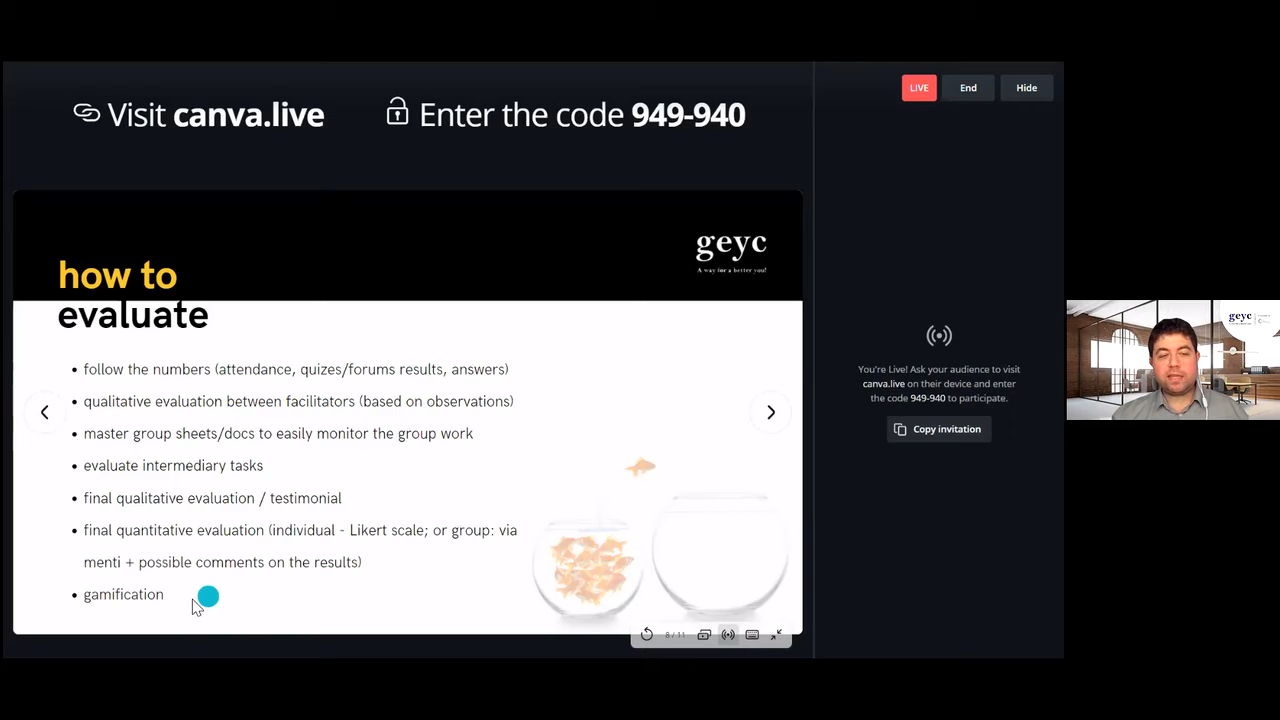 Visit canva.live
Enter the code 949-940
LIVE
End
Hide
geyc
A way for a better you!
how to
evaluate
• follow the numbers (attendance, quizes/forums results, answers)
• qualitative evaluation between facilitators (based on observations)
• master group sheets/docs to easily monitor the group work
• evaluate intermediary tasks
• final qualitative evaluation / testimonial
• final quantitative evaluation (individual - Likert scale; or group: via
menti + possible comments on the results)
• gamification
8 / 11
You're Live! Ask your audience to visit
canva.live on their device and enter
the code 949-940 to participate.
Copy invitation
geyc